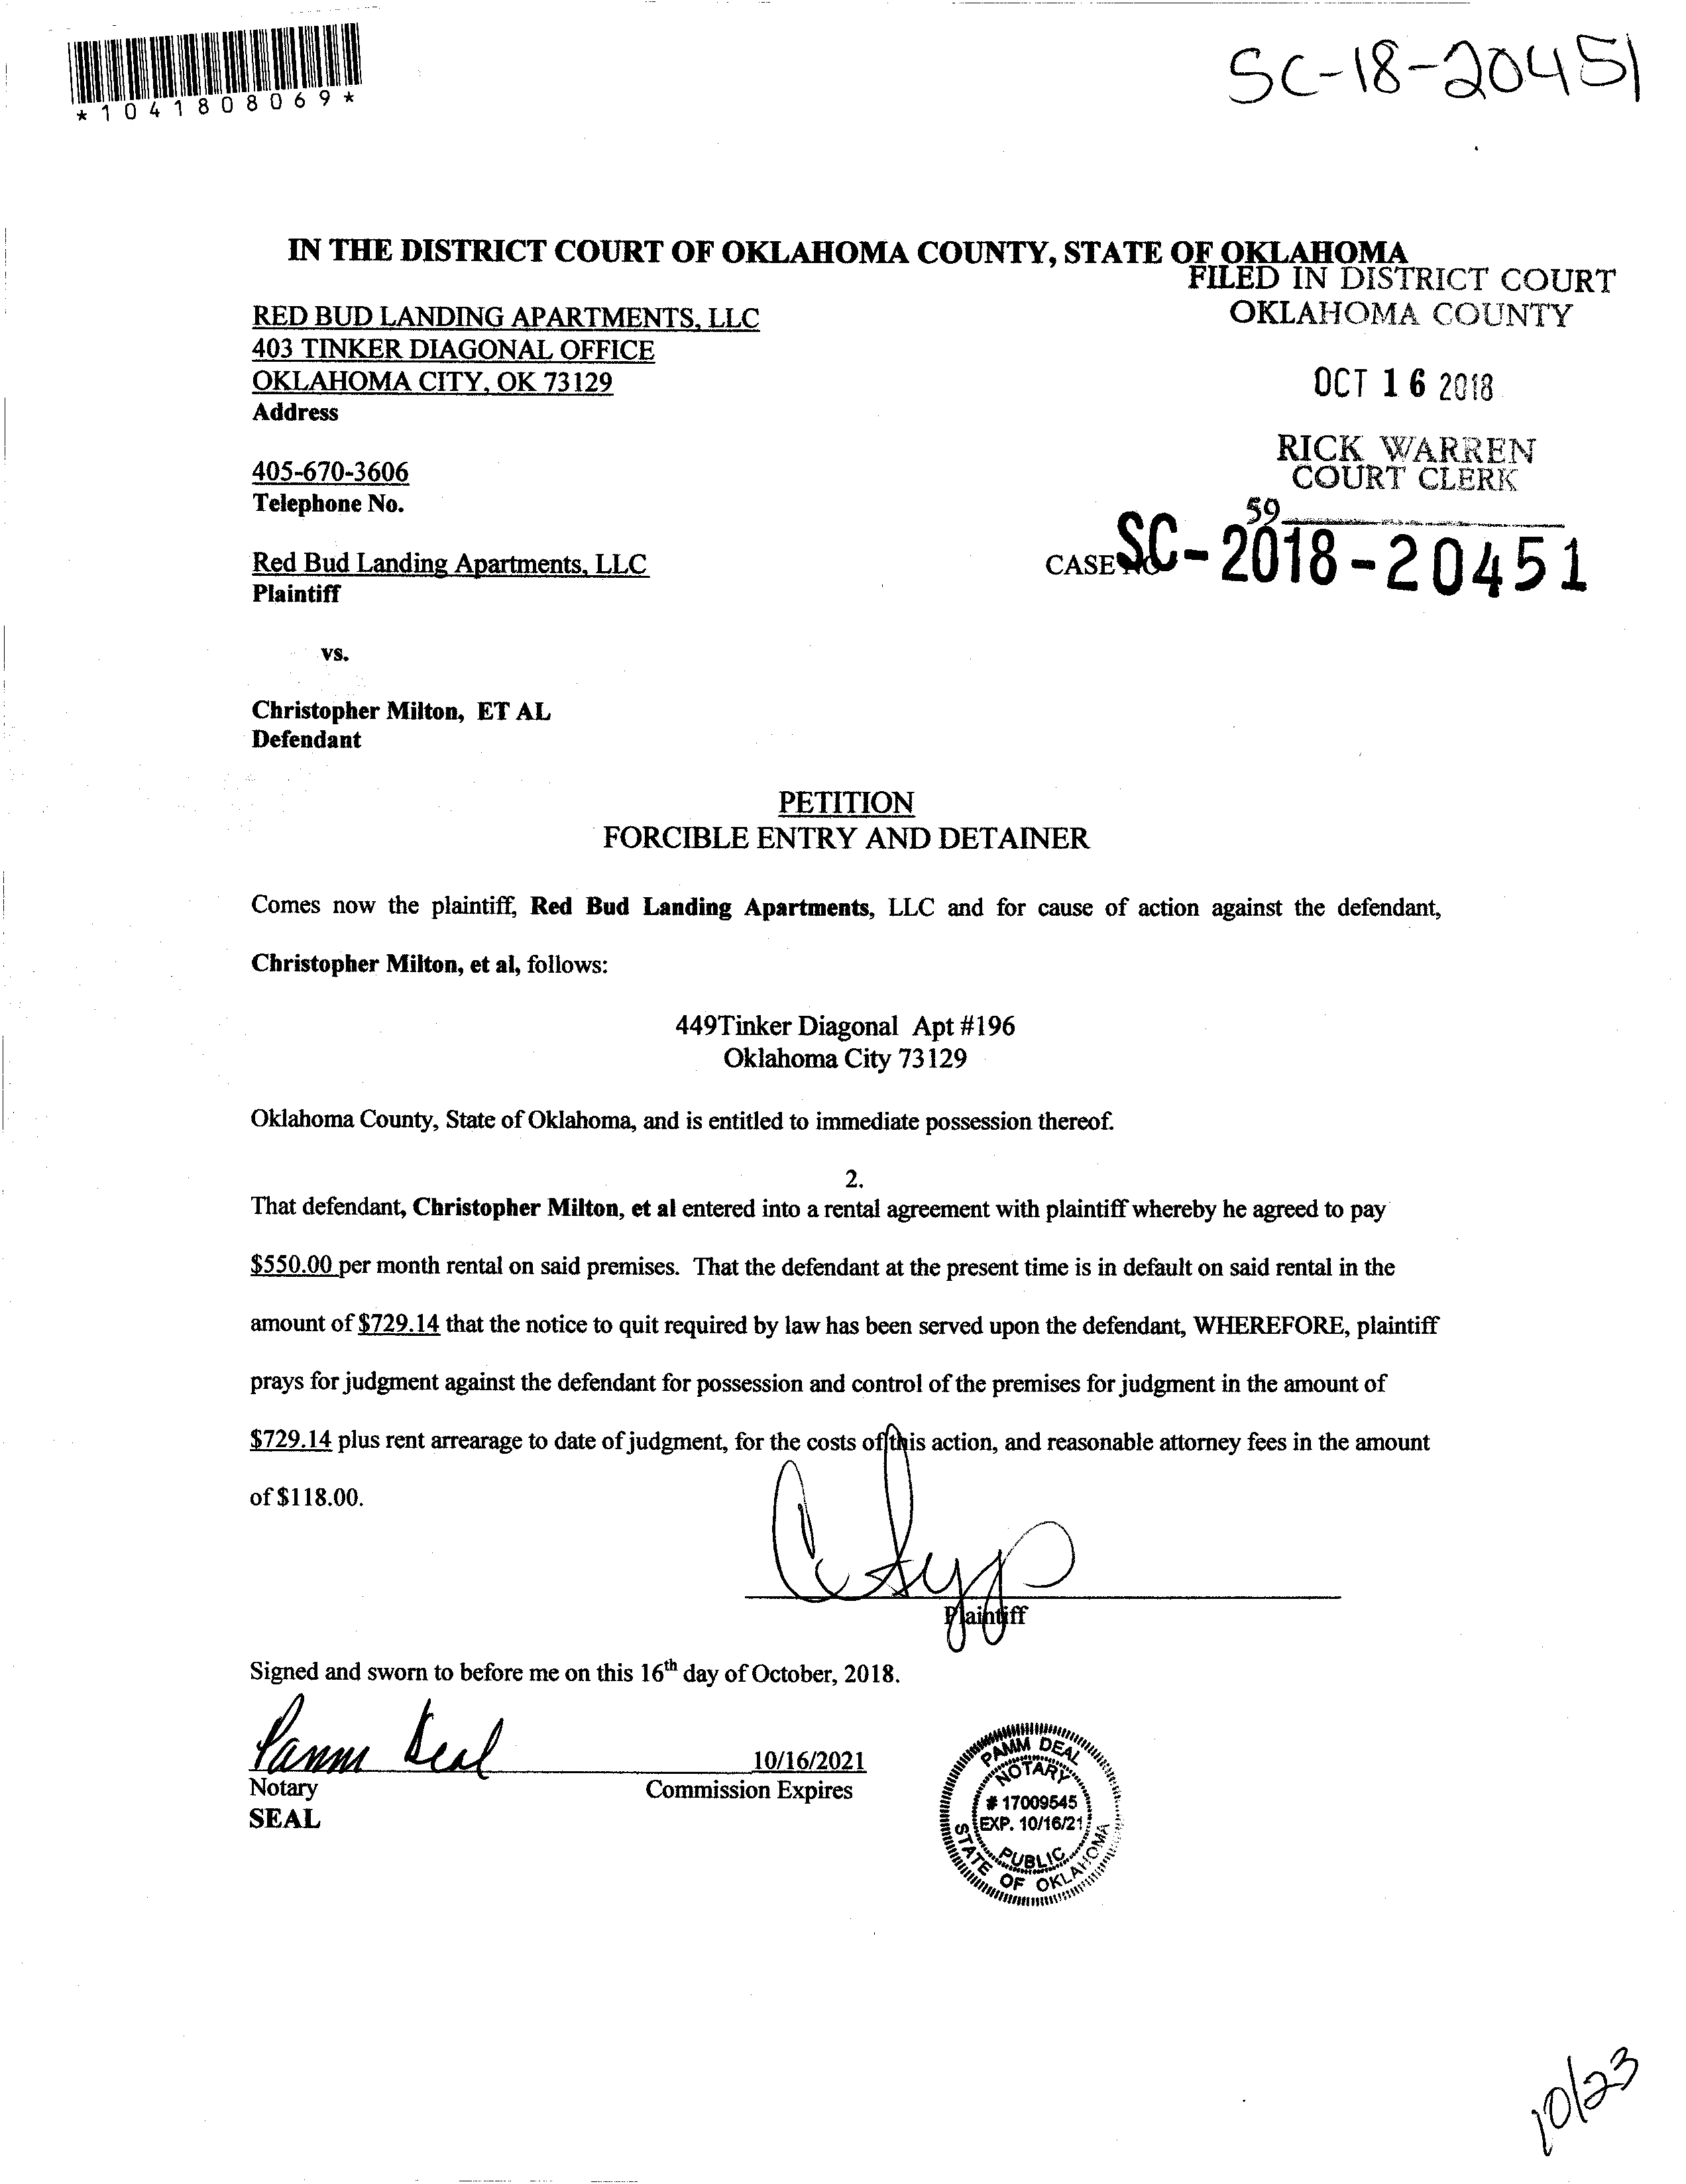 *1041808069*
SC-18-20451
IN THE DISTRICT COURT OF OKLAHOMA COUNTY, STATE OF OKLAHOMA
FILED IN DISTRICT COURT
OKLAHOMA COUNTY
RED BUD LANDING APARTMENTS, LLC
403 TINKER DIAGONAL OFFICE
OKLAHOMA CITY, OK 73129
Address
OCT 16 2018
RICK WARREN
COURT CLERK
405-670-3606
Telephone No.
59
Red Bud Landing Apartments, LLC
Plaintiff
CASE NO SC-2018-20451
vs.
Christopher Milton, ET AL
Defendant
PETITION
FORCIBLE ENTRY AND DETAINER
Comes now the plaintiff, Red Bud Landing Apartments, LLC and for cause of action against the defendant,
Christopher Milton, et al, follows:
449Tinker Diagonal Apt #196
Oklahoma City 73129
Oklahoma County, State of Oklahoma, and is entitled to immediate possession thereof.
2.
That defendant, Christopher Milton, et al entered into a rental agreement with plaintiff whereby he agreed to pay
$550.00 per month rental on said premises. That the defendant at the present time is in default on said rental in the
amount of $729.14 that the notice to quit required by law has been served upon the defendant, WHEREFORE, plaintiff
prays for judgment against the defendant for possession and control of the premises for judgment in the amount of
$729.14 plus rent arrearage to date of judgment, for the costs of this action, and reasonable attorney fees in the amount
of $118.00.
Plaintiff
Signed and sworn to before me on this 16th day of October, 2018.
Pamm Deal
10/16/2021
Notary
Commission Expires
SEAL
PAMM DEAL
NOTARY
# 17009545
EXP. 10/16/21
PUBLIC
STATE OF OKLAHOMA
10/23